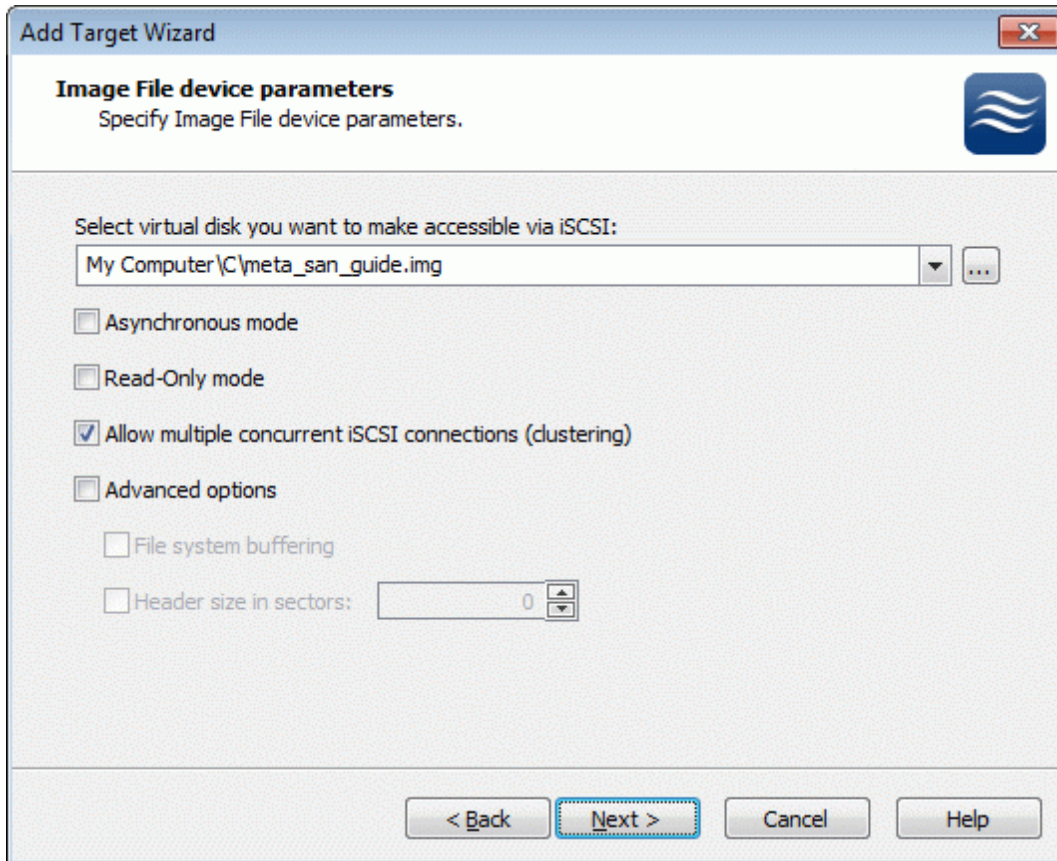 Add Target Wizard
Image File device parameters
Specify Image File device parameters.
Select virtual disk you want to make accessible via iSCSI:
My Computer\C\meta_san_guide.img
...
Asynchronous mode
Read-Only mode
Allow multiple concurrent iSCSI connections (clustering)
Advanced options
File system buffering
Header size in sectors: 0
< Back Next > Cancel Help